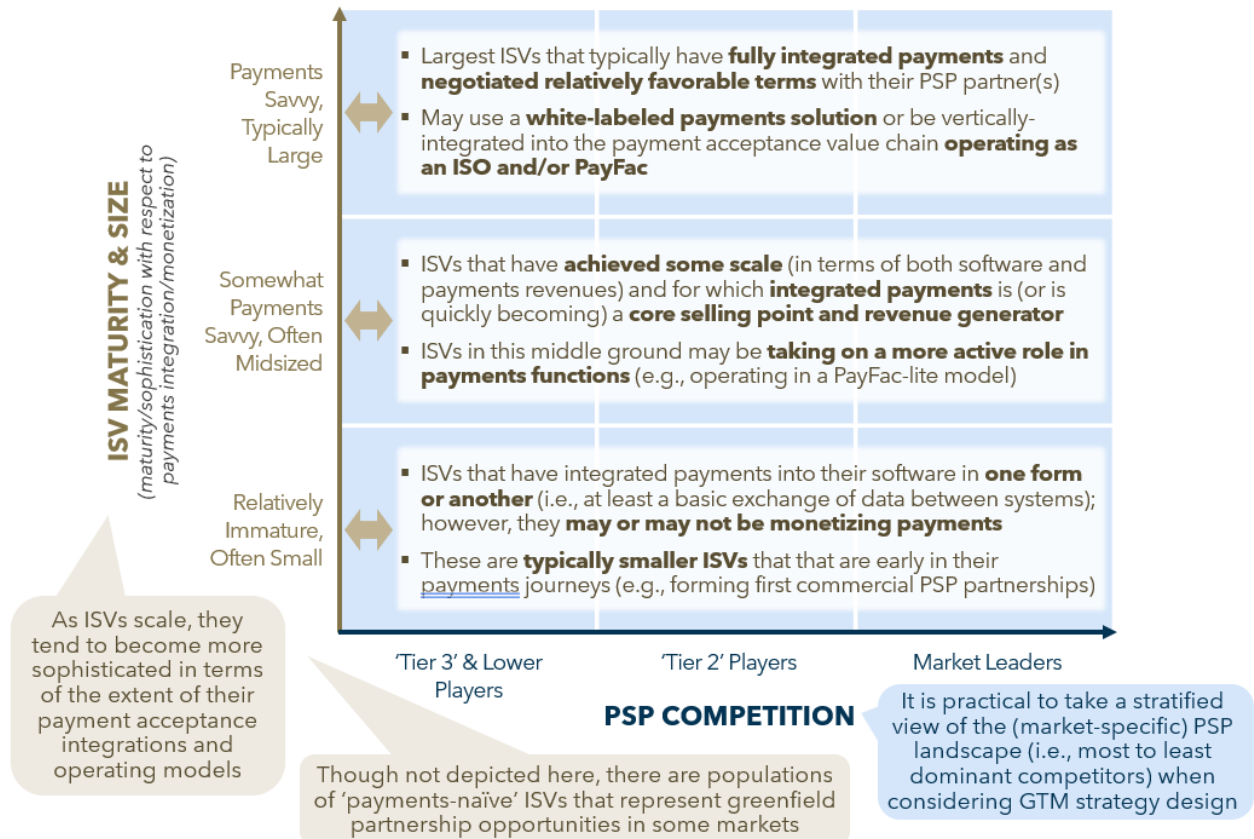 ISV MATURITY & SIZE
(maturity/sophistication with respect to
payments integration/monetization)
Payments
Savvy,
Typically
Large
▪ Largest ISVs that typically have fully integrated payments and
negotiated relatively favorable terms with their PSP partner(s)
▪ May use a white-labeled payments solution or be vertically-
integrated into the payment acceptance value chain operating as
an ISO and/or PayFac
Somewhat
Payments
Savvy, Often
Midsized
▪ ISVs that have achieved some scale (in terms of both software and
payments revenues) and for which integrated payments is (or is
quickly becoming) a core selling point and revenue generator
▪ ISVs in this middle ground may be taking on a more active role in
payments functions (e.g., operating in a PayFac-lite model)
Relatively
Immature,
Often Small
▪ ISVs that have integrated payments into their software in one form
or another (i.e., at least a basic exchange of data between systems);
however, they may or may not be monetizing payments
▪ These are typically smaller ISVs that that are early in their
payments journeys (e.g., forming first commercial PSP partnerships)
'Tier 3' & Lower
Players
'Tier 2' Players
Market Leaders
PSP COMPETITION
As ISVs scale, they
tend to become more
sophisticated in terms
of the extent of their
payment acceptance
integrations and
operating models
Though not depicted here, there are populations
of 'payments-naïve' ISVs that represent greenfield
partnership opportunities in some markets
It is practical to take a stratified
view of the (market-specific) PSP
landscape (i.e., most to least
dominant competitors) when
considering GTM strategy design